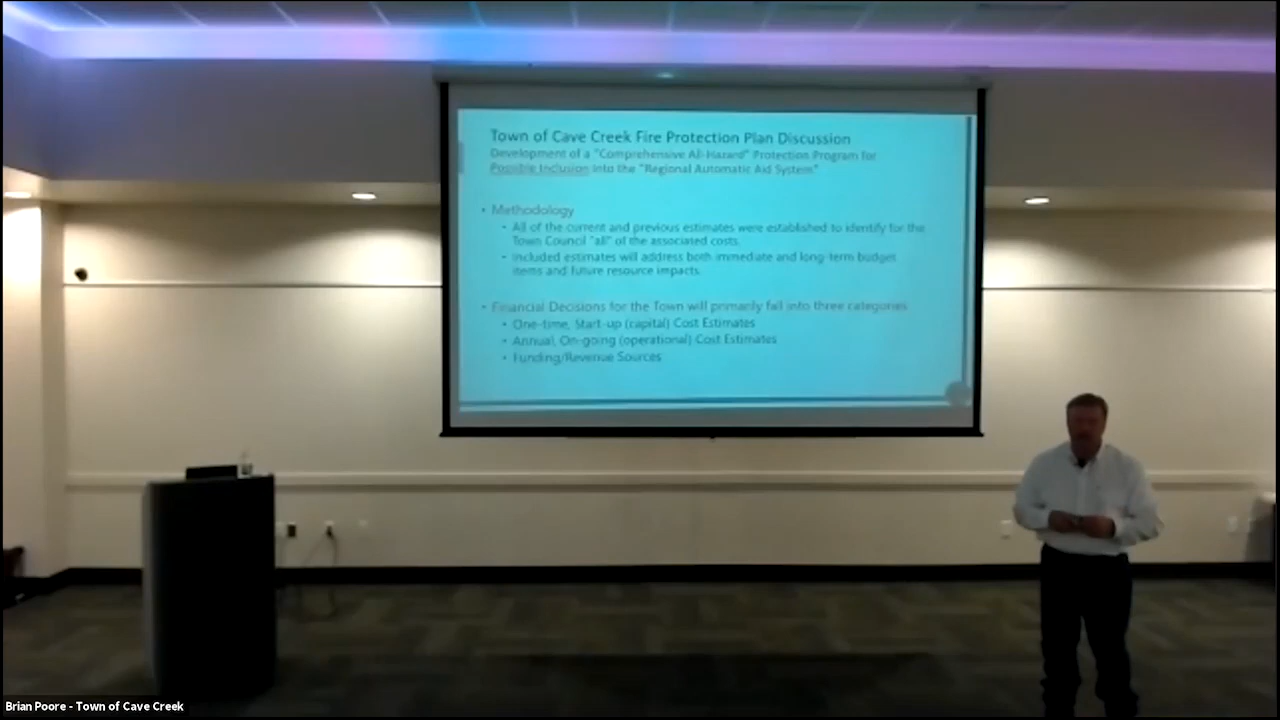 Town of Cave Creek Fire Protection Plan Discussion
Development of a "Comprehensive All-Hazard" Protection Program for
Possible Inclusion into the "Regional Automatic Aid System"
• Methodology
• All of the current and previous estimates were established to identify for the
Town Council "all" of the associated costs.
• Included estimates will address both immediate and long-term budget
items and future resource impacts.
• Financial Decisions for the Town will primarily fall into three categories
• One-time, Start-up (capital) Cost Estimates
• Annual, On-going (operational) Cost Estimates
• Funding/Revenue Sources
Brian Poore - Town of Cave Creek